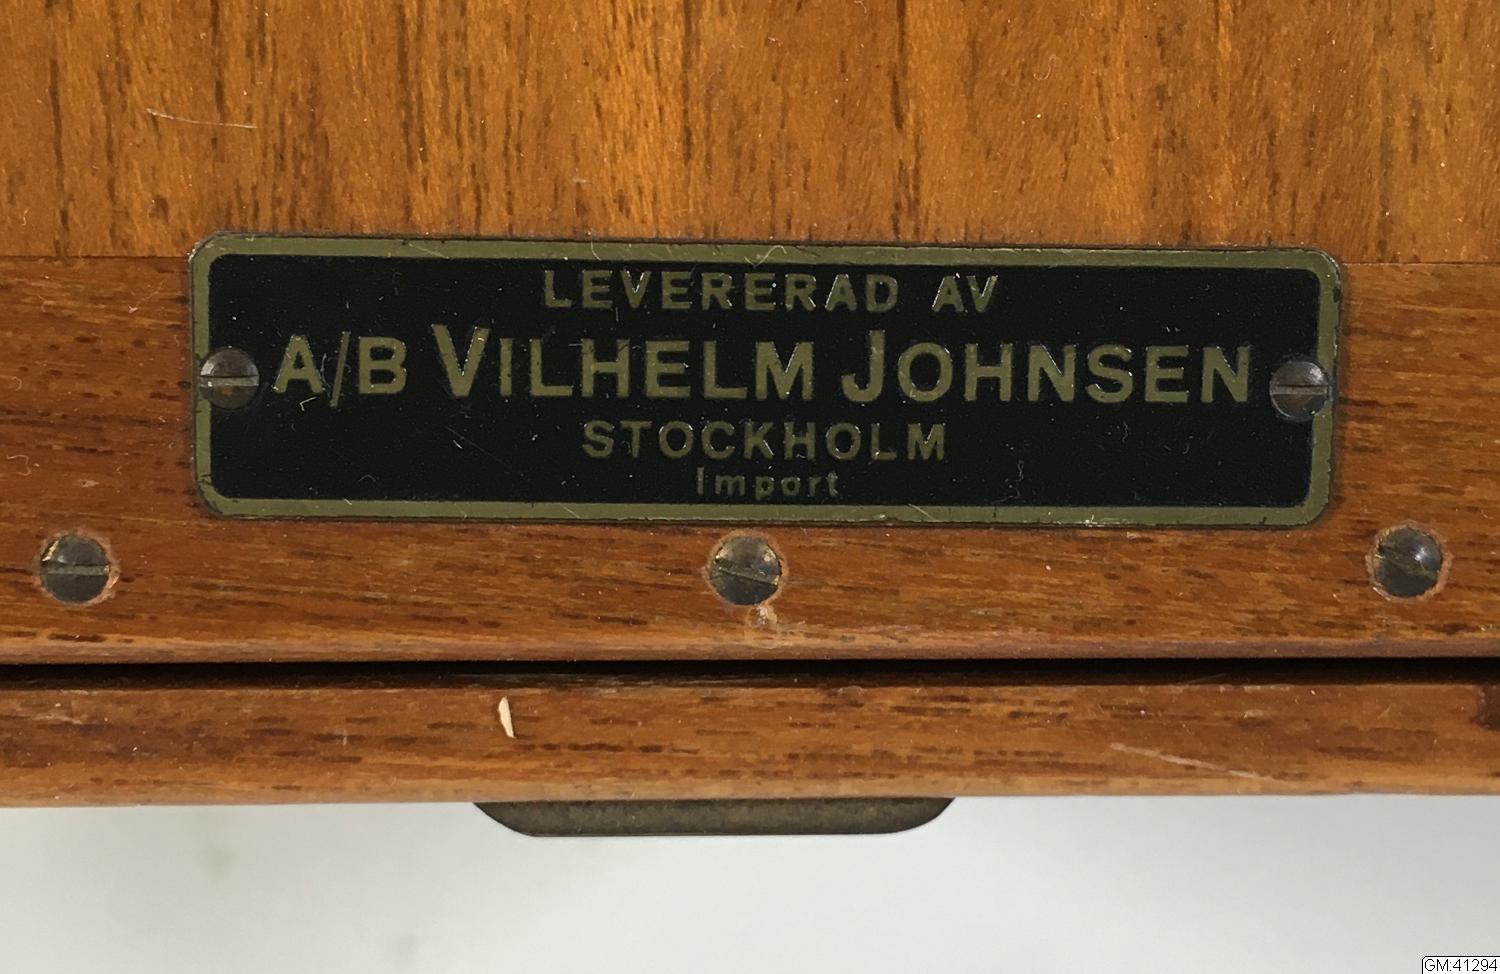 LEVERERAD AV
A/B VILHELM JOHNSEN
STOCKHOLM
Import
GM:41294